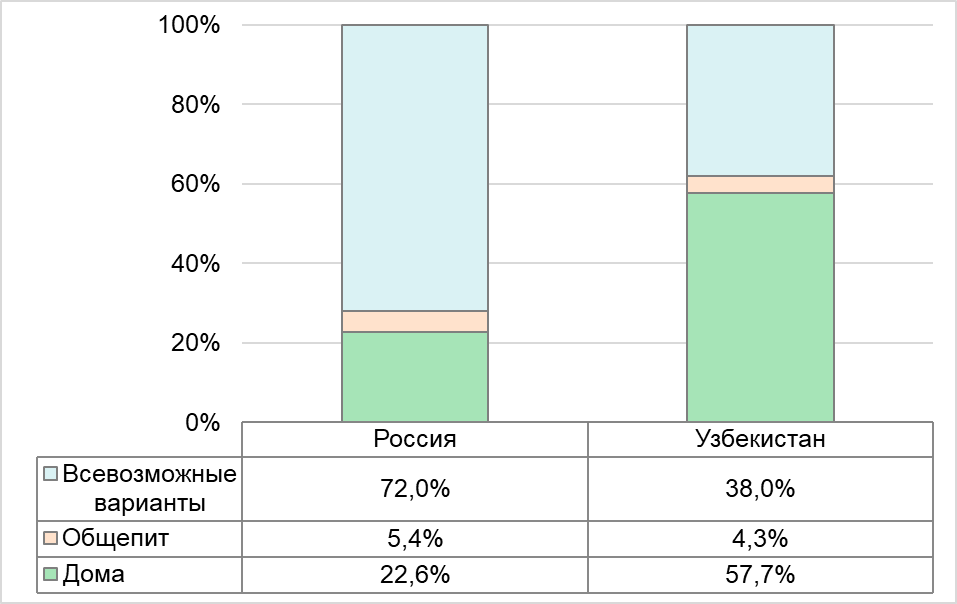 100%
80%
60%
40%
20%
0%
Россия Узбекистан
Всевозможные
варианты 72,0% 38,0%
Общепит 5,4% 4,3%
Дома 22,6% 57,7%